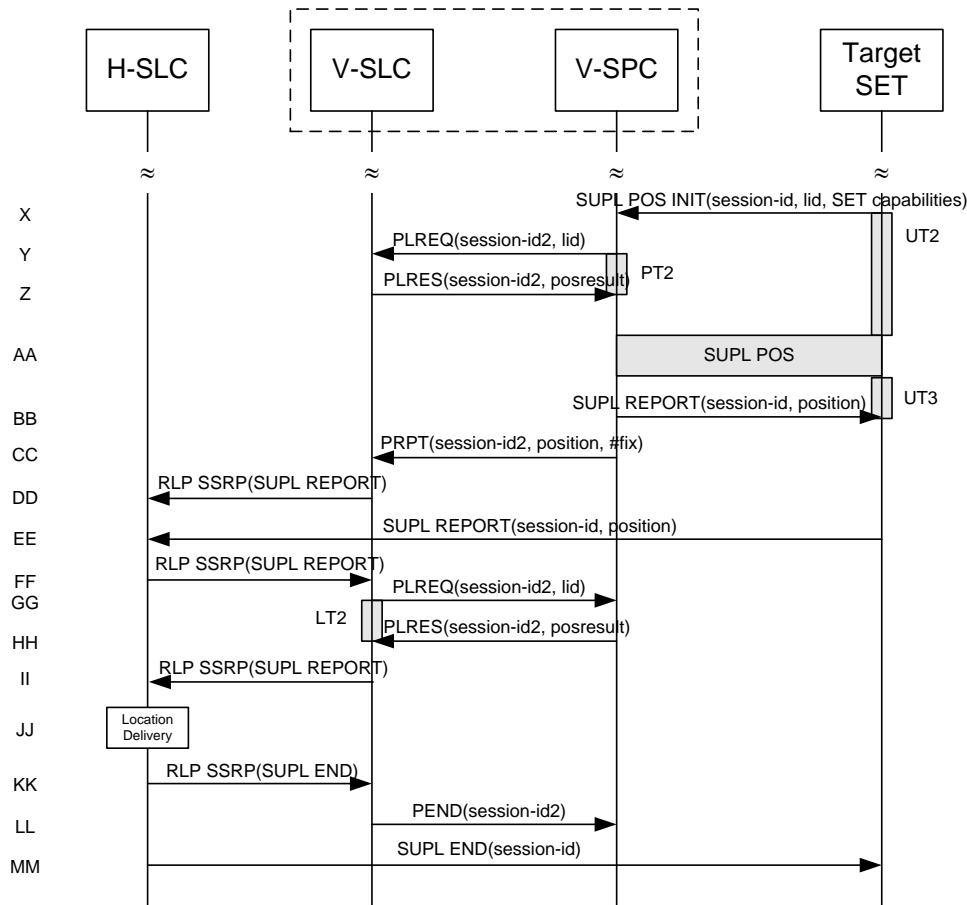 H-SLC
V-SLC
V-SPC
Target
SET
≈ ≈ ≈ ≈
X
SUPL POS INIT(session-id, lid, SET capabilities)
UT2
Y
PLREQ(session-id2, lid)
PT2
Z
PLRES(session-id2, posresult)
AA
SUPL POS
UT3
BB
SUPL REPORT(session-id, position)
CC
PRPT(session-id2, position, #fix)
DD
RLP SSRP(SUPL REPORT)
EE
SUPL REPORT(session-id, position)
FF
RLP SSRP(SUPL REPORT)
GG
PLREQ(session-id2, lid)
LT2
HH
PLRES(session-id2, posresult)
II
RLP SSRP(SUPL REPORT)
JJ
Location
Delivery
KK
RLP SSRP(SUPL END)
LL
PEND(session-id2)
MM
SUPL END(session-id)